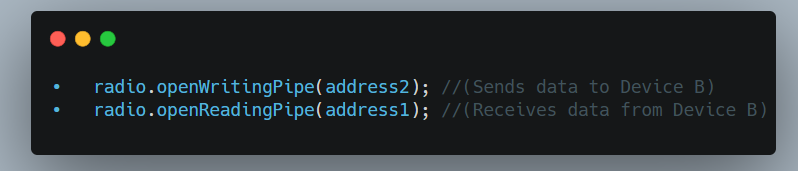 • radio.openWritingPipe(address2); //(Sends data to Device B)
• radio.openReadingPipe(address1); //(Receives data from Device B)